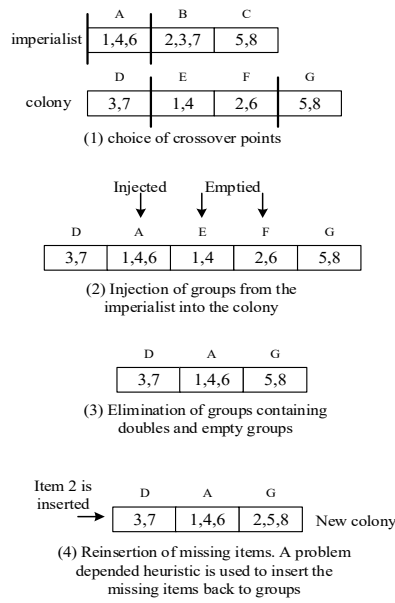 A B C
imperialist 1,4,6 2,3,7 5,8
D E F G
colony 3,7 1,4 2,6 5,8
(1) choice of crossover points
Injected Emptied
D A E F G
3,7 1,4,6 1,4 2,6 5,8
(2) Injection of groups from the
imperialist into the colony
D A G
3,7 1,4,6 5,8
(3) Elimination of groups containing
doubles and empty groups
Item 2 is
inserted
D A G
3,7 1,4,6 2,5,8 New colony
(4) Reinsertion of missing items. A problem
depended heuristic is used to insert the
missing items back to groups